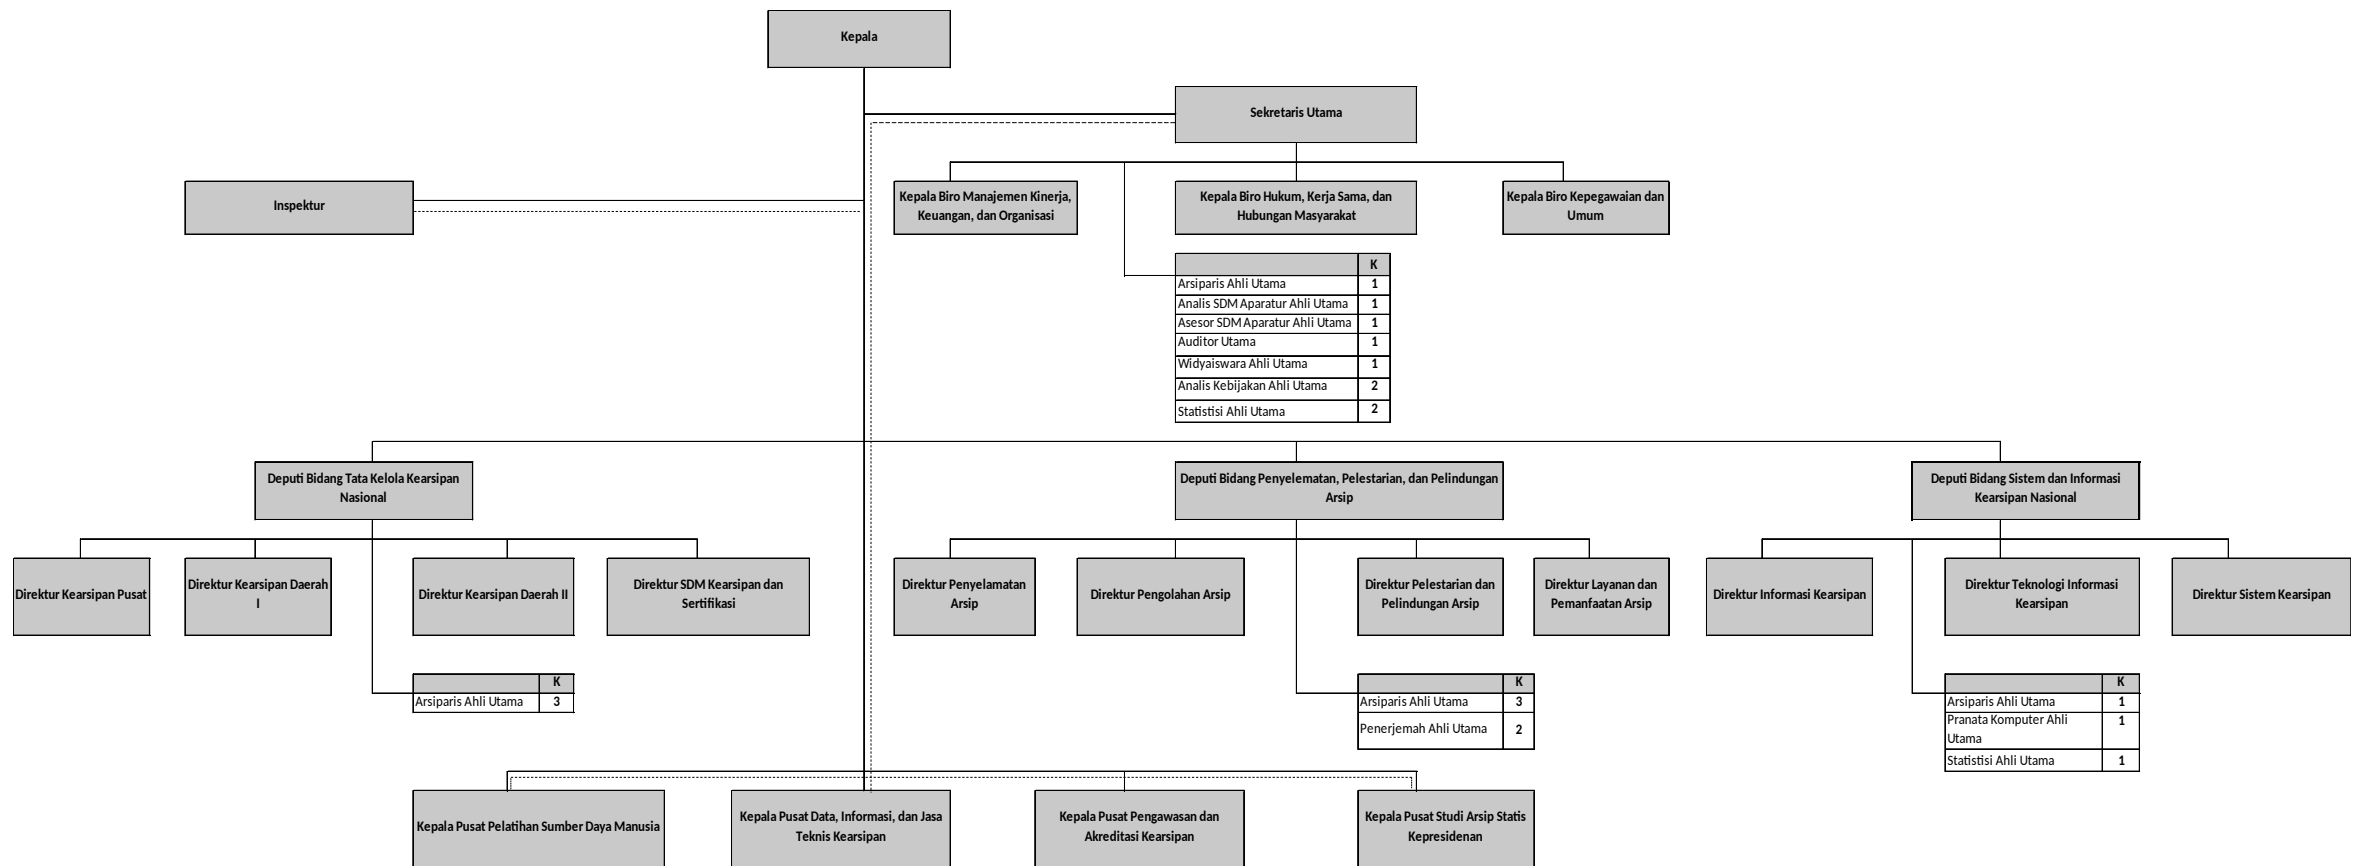 Kepala
Sekretaris Utama
Inspektur
Kepala Biro Manajemen Kinerja,
Keuangan, dan Organisasi
Kepala Biro Hukum, Kerja Sama, dan
Hubungan Masyarakat
Kepala Biro Kepegawaian dan
Umum
K
Arsiparis Ahli Utama 1
Analis SDM Aparatur Ahli Utama 1
Asesor SDM Aparatur Ahli Utama 1
Auditor Utama 1
Widyaiswara Ahli Utama 1
Analis Kebijakan Ahli Utama 2
Statistisi Ahli Utama 2
Deputi Bidang Tata Kelola Kearsipan
Nasional
Deputi Bidang Penyelematan, Pelestarian, dan Pelindungan
Arsip
Deputi Bidang Sistem dan Informasi
Kearsipan Nasional
Direktur Kearsipan Pusat
Direktur Kearsipan Daerah
I
Direktur Kearsipan Daerah II
Direktur SDM Kearsipan dan
Sertifikasi
Direktur Penyelamatan
Arsip
Direktur Pengolahan Arsip
Direktur Pelestarian dan
Pelindungan Arsip
Direktur Layanan dan
Pemanfaatan Arsip
Direktur Informasi Kearsipan
Direktur Teknologi Informasi
Kearsipan
Direktur Sistem Kearsipan
K
Arsiparis Ahli Utama 3
K
Arsiparis Ahli Utama 3
Penerjemah Ahli Utama 2
K
Arsiparis Ahli Utama 1
Pranata Komputer Ahli 1
Utama
Statistisi Ahli Utama 1
Kepala Pusat Pelatihan Sumber Daya Manusia
Kepala Pusat Data, Informasi, dan Jasa
Teknis Kearsipan
Kepala Pusat Pengawasan dan
Akreditasi Kearsipan
Kepala Pusat Studi Arsip Statis
Kepresidenan